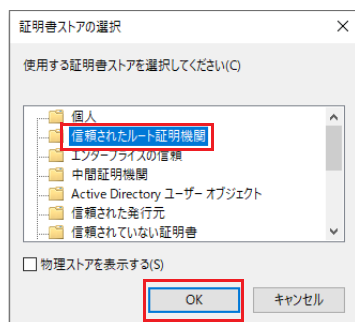 証明書ストアの選択
使用する証明書ストアを選択してください(C)
個人
信頼されたルート証明機関
エンタープライズの信頼
中間証明機関
Active Directory ユーザー オブジェクト
信頼された発行元
信頼されていない証明書
物理ストアを表示する(S)
OK キャンセル